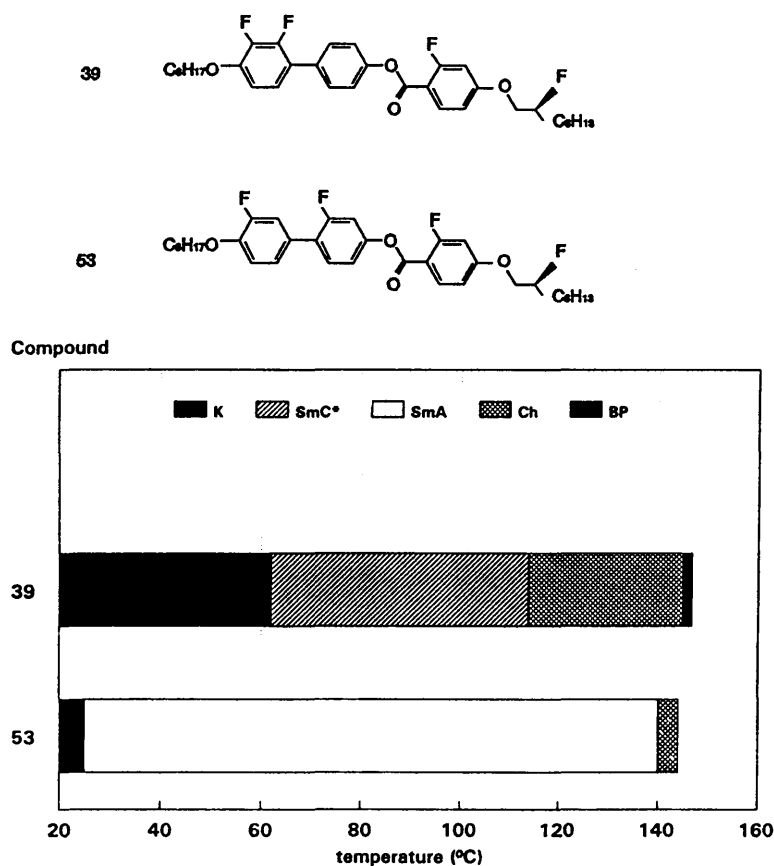 F F
F
39
C₈H₁₇O
O
O
O
F
C₆H₁₃
F
F
F
53
C₈H₁₇O
O
O
O
F
C₆H₁₃
Compound
K SmC* SmA Ch BP
39
53
20 40 60 80 100 120 140 160
temperature (ºC)